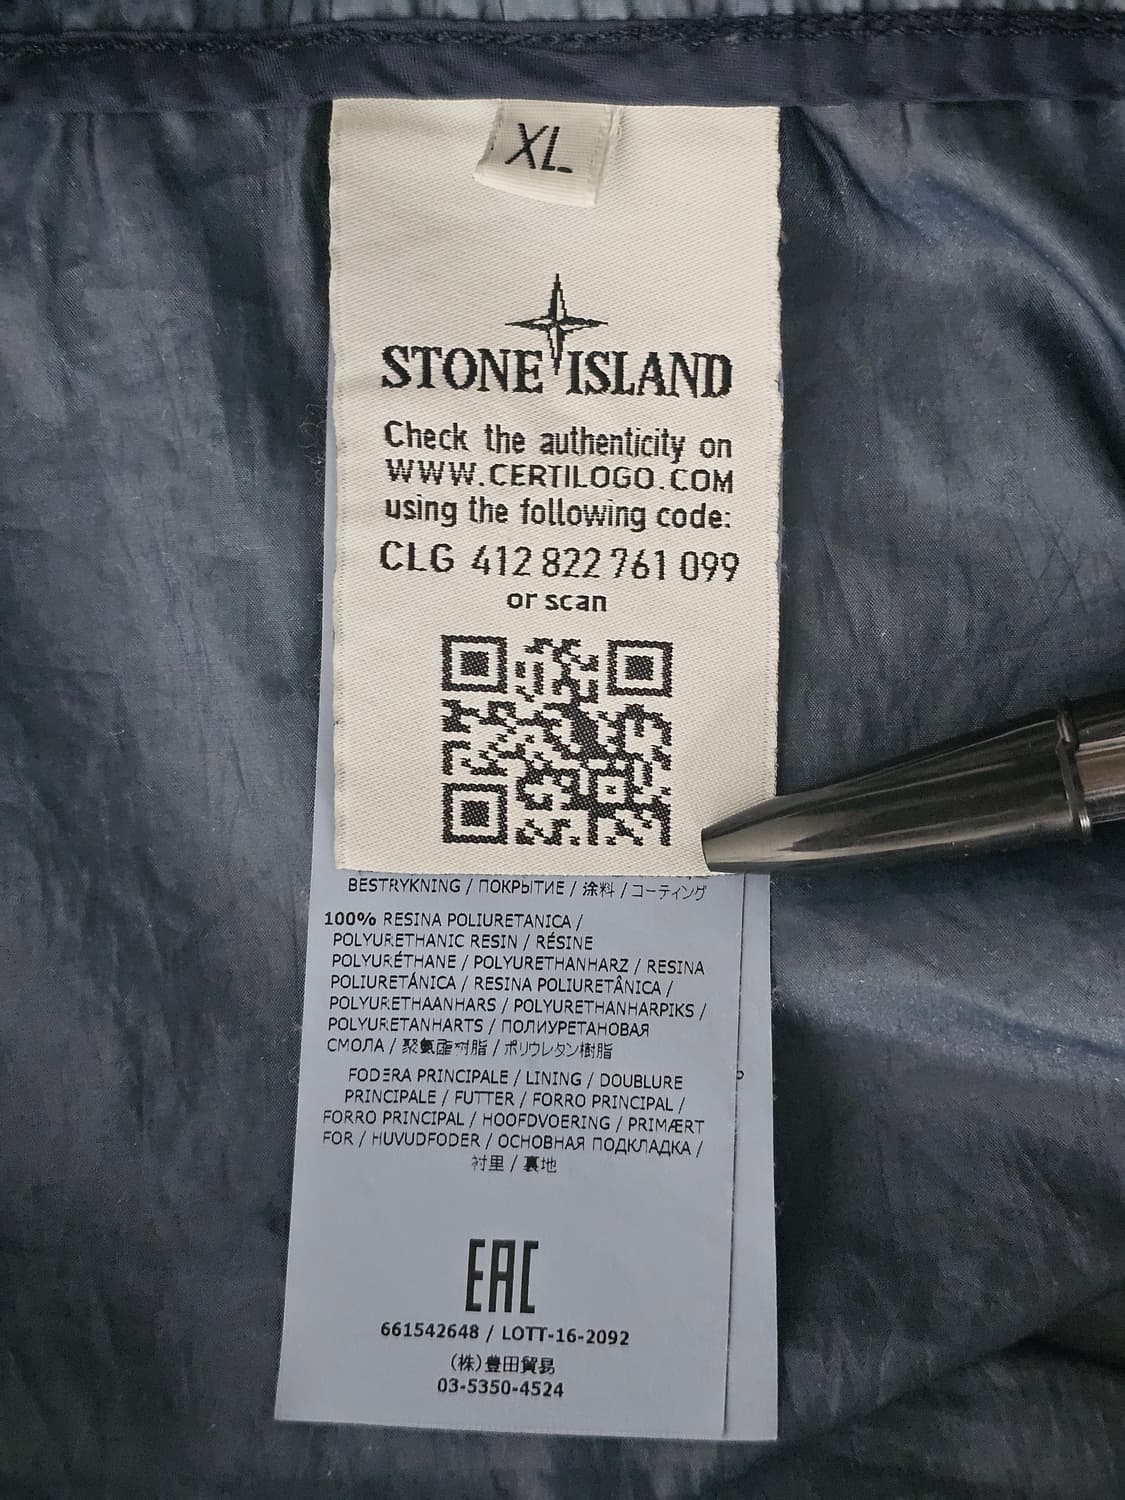 XL
STONE ISLAND
Check the authenticity on
WWW.CERTILOGO.COM
using the following code:
CLG 412 822 761 099
or scan
BESTRYKNING / ПОКРЫТИЕ / 涂料 / コーティング
100% RESINA POLIURETANICA /
POLYURETHANIC RESIN / RÉSINE
POLYURÉTHANE / POLYURETHANHARZ / RESINA
POLIURETÁNICA / RESINA POLIURETÂNICA /
POLYURETHAANHARS / POLYURETHANHARPIKS /
POLYURETANHARTS / ПОЛИУРЕТАНОВАЯ
СМОЛА / 聚氨酯树脂 / ポリウレタン樹脂
FODERA PRINCIPALE / LINING / DOUBLURE
PRINCIPALE / FUTTER / FORRO PRINCIPAL /
FORRO PRINCIPAL / HOOFDVOERING / PRIMÆRT
FOR / HUVUDFODER / ОСНОВНАЯ ПОДКЛАДКА /
衬里 / 裏地
EAC
661542648 / LOTT-16-2092
(株)豊田貿易
03-5350-4524